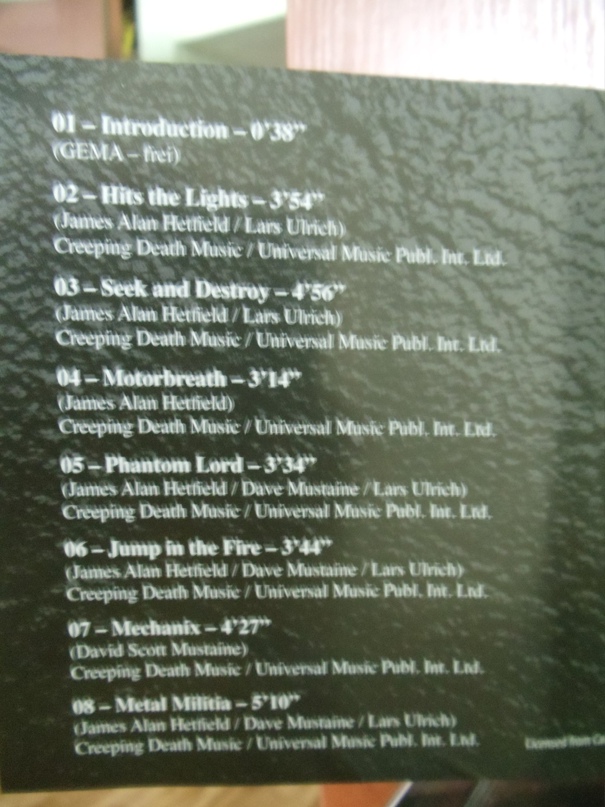 01 – Introduction – 0'38"
(GEMA – frei)
02 – Hits the Lights – 3'54"
(James Alan Hetfield / Lars Ulrich)
Creeping Death Music / Universal Music Publ. Int. Ltd.
03 – Seek and Destroy – 4'56"
(James Alan Hetfield / Lars Ulrich)
Creeping Death Music / Universal Music Publ. Int. Ltd.
04 – Motorbreath – 3'14"
(James Alan Hetfield)
Creeping Death Music / Universal Music Publ. Int. Ltd.
05 – Phantom Lord – 3'34"
(James Alan Hetfield / Dave Mustaine / Lars Ulrich)
Creeping Death Music / Universal Music Publ. Int. Ltd.
06 – Jump in the Fire – 3'44"
(James Alan Hetfield / Dave Mustaine / Lars Ulrich)
Creeping Death Music / Universal Music Publ. Int. Ltd.
07 – Mechanix – 4'27"
(David Scott Mustaine)
Creeping Death Music / Universal Music Publ. Int. Ltd.
08 – Metal Militia – 5'10"
(James Alan Hetfield / Dave Mustaine / Lars Ulrich)
Creeping Death Music / Universal Music Publ. Int. Ltd.
Licensed from